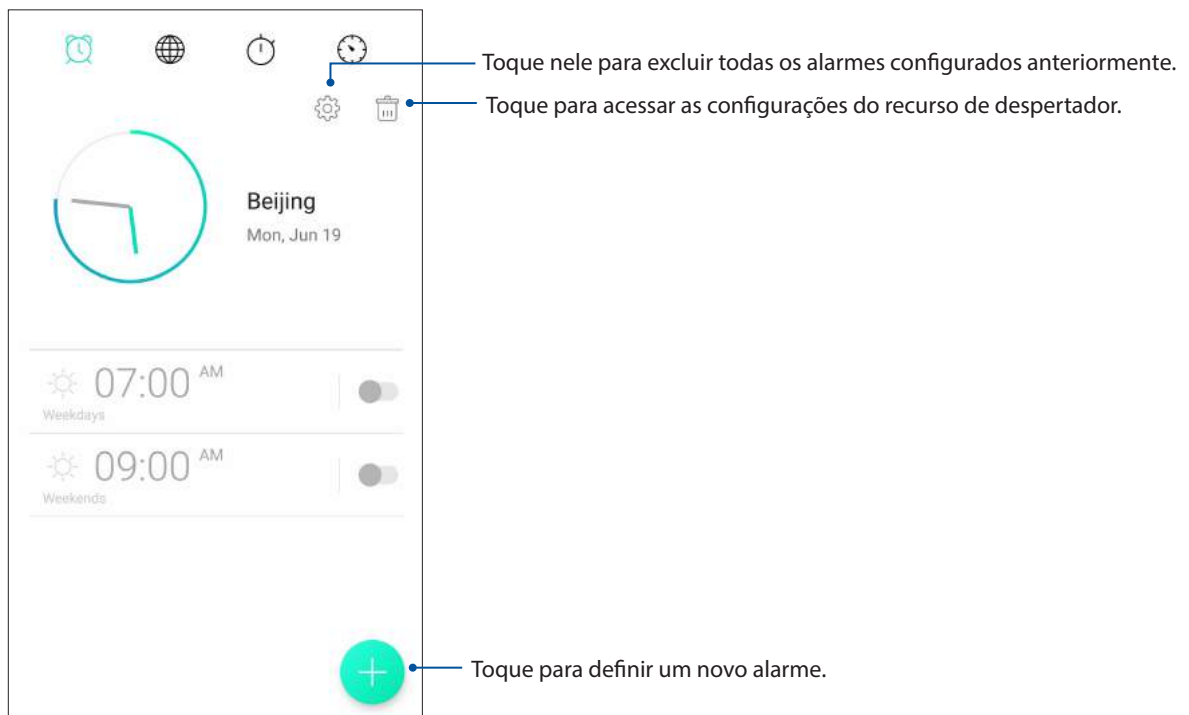 Toque nele para excluir todas os alarmes configurados anteriormente.
Toque para acessar as configurações do recurso de despertador.
Beijing
Mon, Jun 19
07:00 AM
Weekdays
09:00 AM
Weekends
Toque para definir um novo alarme.